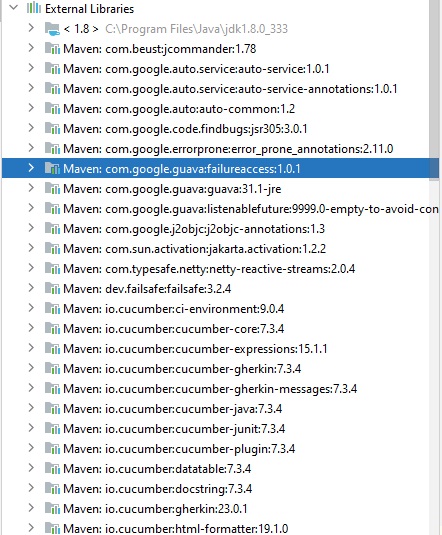 External Libraries
< 1.8 > C:\Program Files\Java\jdk1.8.0_333
Maven: com.beust:jcommander:1.78
Maven: com.google.auto.service:auto-service:1.0.1
Maven: com.google.auto.service:auto-service-annotations:1.0.1
Maven: com.google.auto:auto-common:1.2
Maven: com.google.code.findbugs:jsr305:3.0.1
Maven: com.google.errorprone:error_prone_annotations:2.11.0
Maven: com.google.guava:failureaccess:1.0.1
Maven: com.google.guava:guava:31.1-jre
Maven: com.google.guava:listenablefuture:9999.0-empty-to-avoid-con
Maven: com.google.j2objc:j2objc-annotations:1.3
Maven: com.sun.activation:jakarta.activation:1.2.2
Maven: com.typesafe.netty:netty-reactive-streams:2.0.4
Maven: dev.failsafe:failsafe:3.2.4
Maven: io.cucumber:ci-environment:9.0.4
Maven: io.cucumber:cucumber-core:7.3.4
Maven: io.cucumber:cucumber-expressions:15.1.1
Maven: io.cucumber:cucumber-gherkin:7.3.4
Maven: io.cucumber:cucumber-gherkin-messages:7.3.4
Maven: io.cucumber:cucumber-java:7.3.4
Maven: io.cucumber:cucumber-junit:7.3.4
Maven: io.cucumber:cucumber-plugin:7.3.4
Maven: io.cucumber:datatable:7.3.4
Maven: io.cucumber:docstring:7.3.4
Maven: io.cucumber:gherkin:23.0.1
Maven: io.cucumber:html-formatter:19.1.0